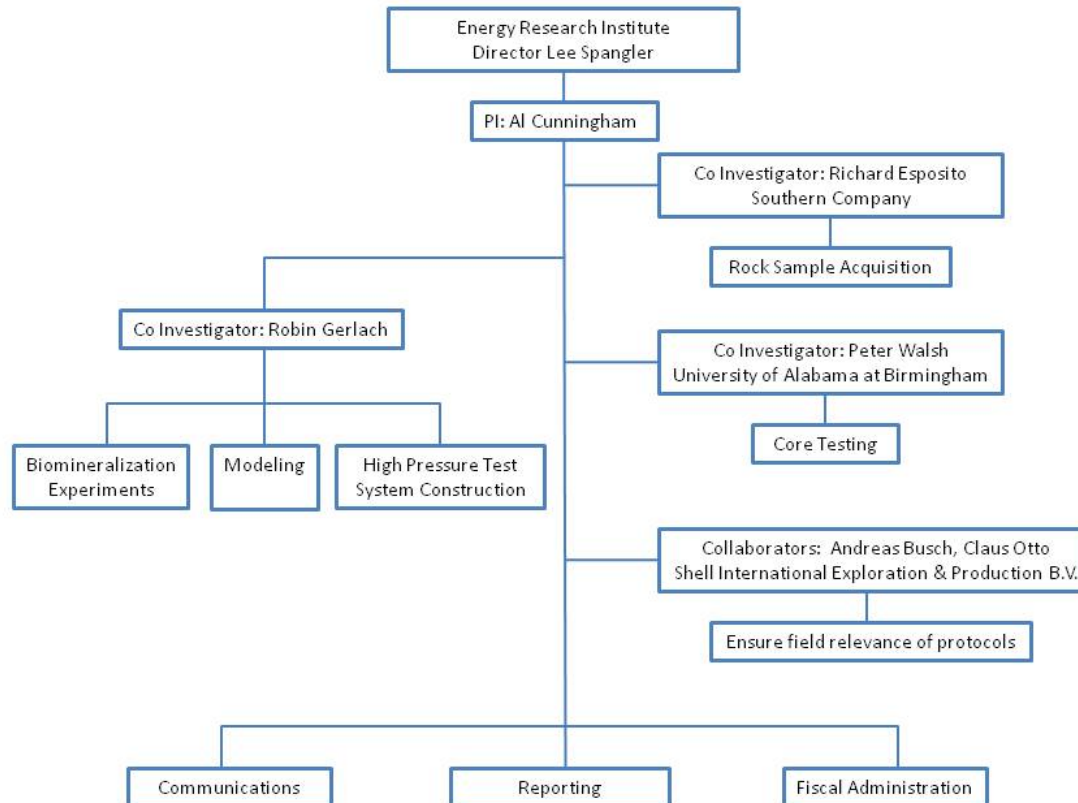 Energy Research Institute
Director Lee Spangler
PI: Al Cunningham
Co Investigator: Richard Esposito
Southern Company
Rock Sample Acquisition
Co Investigator: Robin Gerlach
Co Investigator: Peter Walsh
University of Alabama at Birmingham
Core Testing
Biomineralization
Experiments
Modeling
High Pressure Test
System Construction
Collaborators: Andreas Busch, Claus Otto
Shell International Exploration & Production B.V.
Ensure field relevance of protocols
Communications
Reporting
Fiscal Administration